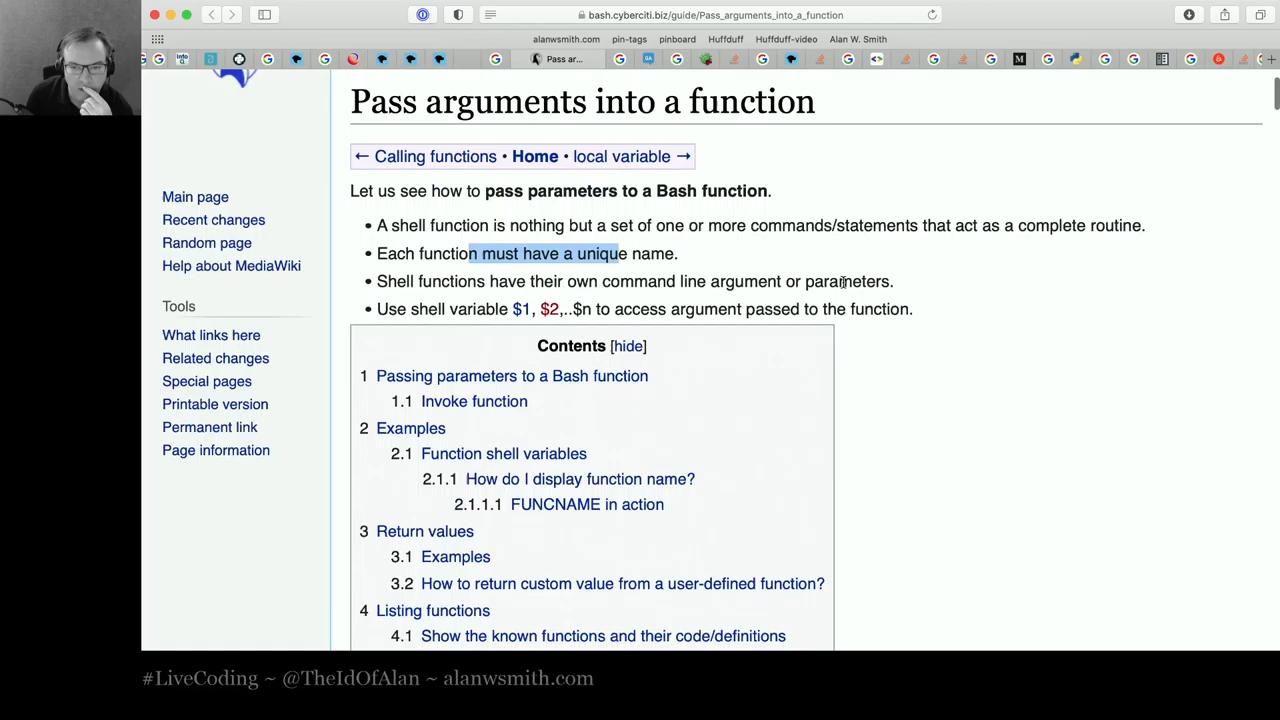 bash.cyberciti.biz/guide/Pass_arguments_into_a_function
alanwsmith.com pin-tags pinboard Huffduff Huffduff-video Alan W. Smith
Pass ar...
Pass arguments into a function
← Calling functions • Home • local variable →
Let us see how to pass parameters to a Bash function.
• A shell function is nothing but a set of one or more commands/statements that act as a complete routine.
• Each function must have a unique name.
• Shell functions have their own command line argument or parameters.
• Use shell variable $1, $2,..$n to access argument passed to the function.
Main page
Recent changes
Random page
Help about MediaWiki
Tools
What links here
Related changes
Special pages
Printable version
Permanent link
Page information
Contents [hide]
1 Passing parameters to a Bash function
1.1 Invoke function
2 Examples
2.1 Function shell variables
2.1.1 How do I display function name?
2.1.1.1 FUNCNAME in action
3 Return values
3.1 Examples
3.2 How to return custom value from a user-defined function?
4 Listing functions
4.1 Show the known functions and their code/definitions
#LiveCoding ~ @TheIdOfAlan ~ alanwsmith.com